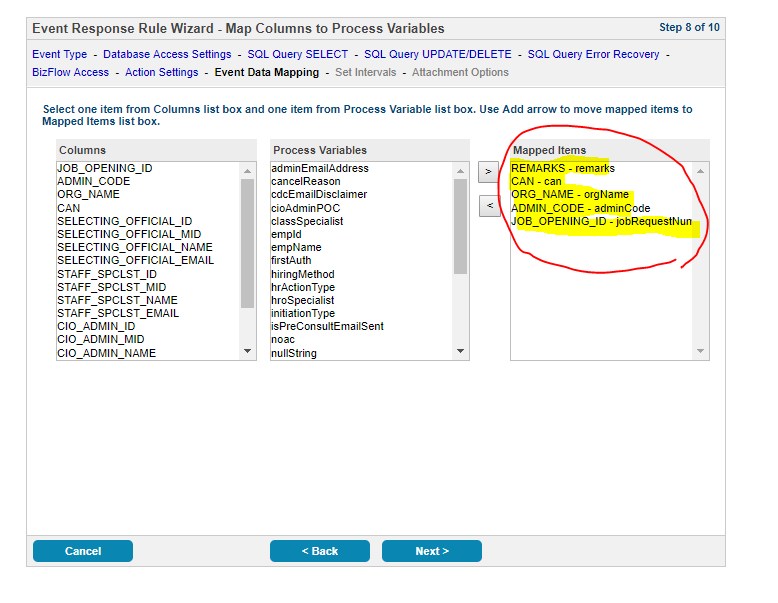 Event Response Rule Wizard - Map Columns to Process Variables
Step 8 of 10
Event Type - Database Access Settings - SQL Query SELECT - SQL Query UPDATE/DELETE - SQL Query Error Recovery -
BizFlow Access - Action Settings - Event Data Mapping - Set Intervals - Attachment Options
Select one item from Columns list box and one item from Process Variable list box. Use Add arrow to move mapped items to
Mapped Items list box.
Columns
JOB_OPENING_ID
ADMIN_CODE
ORG_NAME
CAN
SELECTING_OFFICIAL_ID
SELECTING_OFFICIAL_MID
SELECTING_OFFICIAL_NAME
SELECTING_OFFICIAL_EMAIL
STAFF_SPCLST_ID
STAFF_SPCLST_MID
STAFF_SPCLST_NAME
STAFF_SPCLST_EMAIL
CIO_ADMIN_ID
CIO_ADMIN_MID
CIO_ADMIN_NAME
Process Variables
adminEmailAddress
cancelReason
cdcEmailDisclaimer
cioAdminPOC
classSpecialist
empId
empName
firstAuth
hiringMethod
hrActionType
hroSpecialist
initiationType
isPreConsultEmailSent
noac
nullString
>
<
Mapped Items
REMARKS - remarks
CAN - can
ORG_NAME - orgName
ADMIN_CODE - adminCode
JOB_OPENING_ID - jobRequestNun
Cancel
< Back
Next >